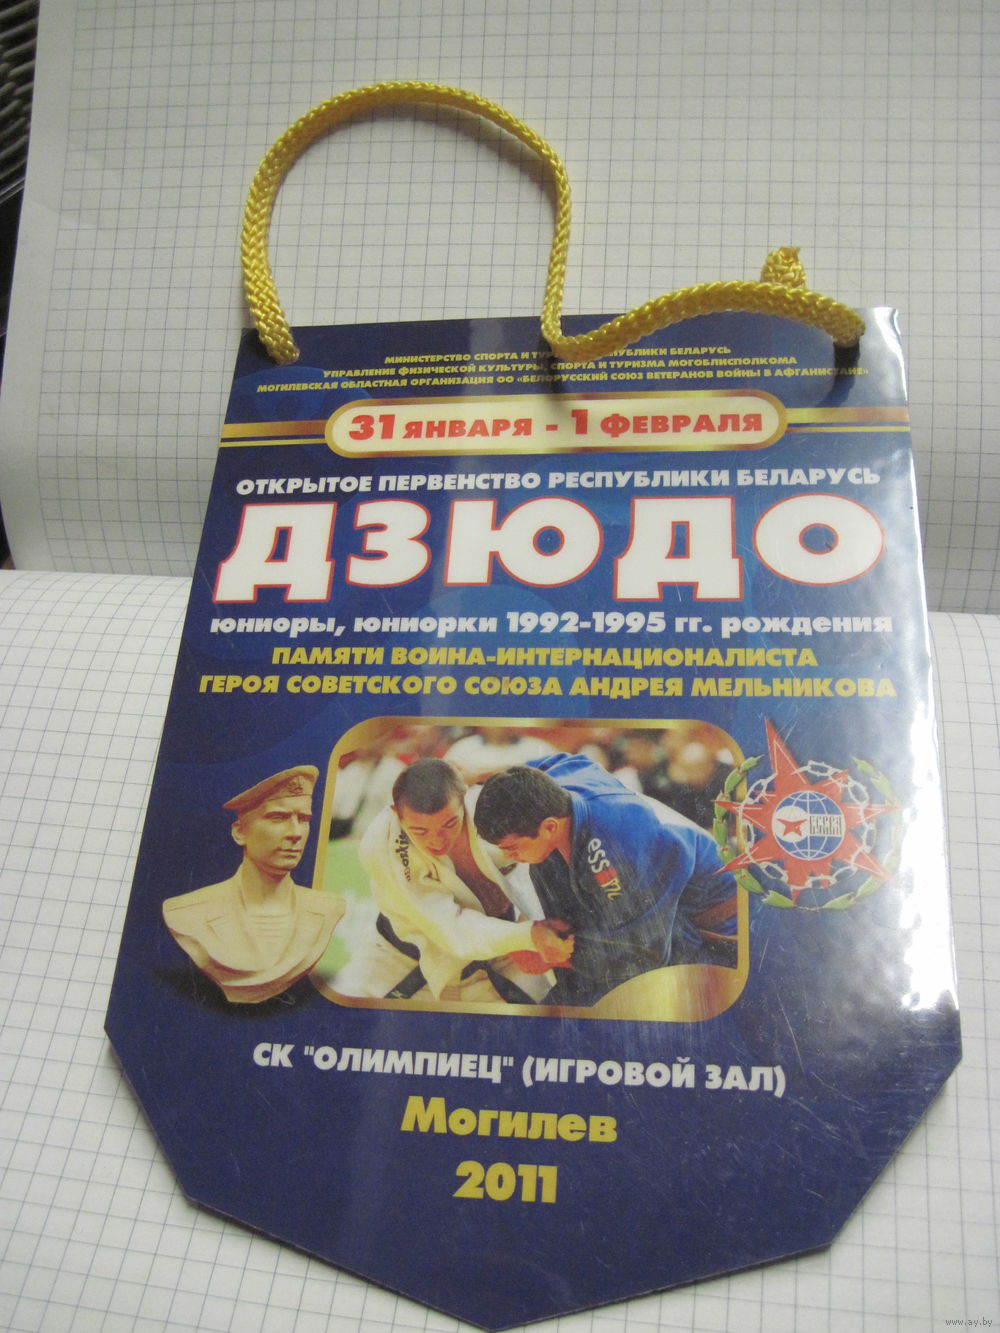 МИНИСТЕРСТВО СПОРТА И РЕСПУБЛИКИ БЕЛАРУСЬ
УПРАВЛЕНИЕ ФИЗИЧЕСКОЙ КУЛЬТУРЫ, СПОРТА И ТУРИЗМА МОГОБЛИСПОЛКОМА
МОГИЛЕВСКАЯ ОБЛАСТНАЯ ОРГАНИЗАЦИЯ ОО «БЕЛОРУССКИЙ СОЮЗ ВЕТЕРАНОВ ВОЙНЫ В АФГАНИСТАНЕ»
31 ЯНВАРЯ - 1 ФЕВРАЛЯ
ОТКРЫТОЕ ПЕРВЕНСТВО РЕСПУБЛИКИ БЕЛАРУСЬ
ДЗЮДО
юниоры, юниорки 1992-1995 гг. рождения
ПАМЯТИ ВОИНА-ИНТЕРНАЦИОНАЛИСТА
ГЕРОЯ СОВЕТСКОГО СОЮЗА АНДРЕЯ МЕЛЬНИКОВА
СК "ОЛИМПИЕЦ" (ИГРОВОЙ ЗАЛ)
Могилев
2011
www.ay.by